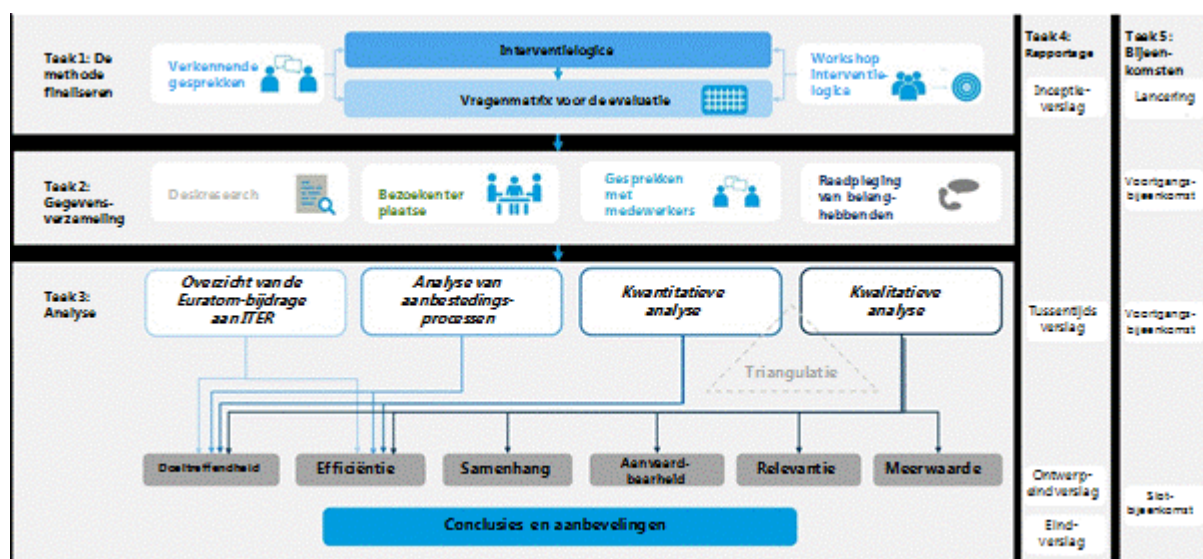 Taak 1: De
methode
finaliseren
Verkennende
gesprekken
Interventielogica
Vragenmatrix voor de evaluatie
Workshop
Interventie-
logica
Taak 2:
Gegevens-
verzameling
Deskresearch
Bezoeken ter
plaatse
Gesprekken
met
medewerkers
Raadpleging
van belang-
hebbenden
Taak 3:
Analyse
Overzicht van de
Euratom-bijdrage
aan ITER
Analyse van
aanbestedings-
processen
Kwantitatieve
analyse
Kwalitatieve
analyse
Triangulatie
Doeltreffendheid
Efficiëntie
Samenhang
Aanvaard-
baarheid
Relevantie
Meerwaarde
Conclusies en aanbevelingen
Taak 4:
Rapportage
Inceptie-
verslag
Tussentijds
verslag
Ontwerp-
eindverslag
Eind-
verslag
Taak 5:
Bijeen-
komsten
Lancering
Voortgangs-
bijeenkomst
Voortgangs-
bijeenkomst
Slot-
bijeenkomst